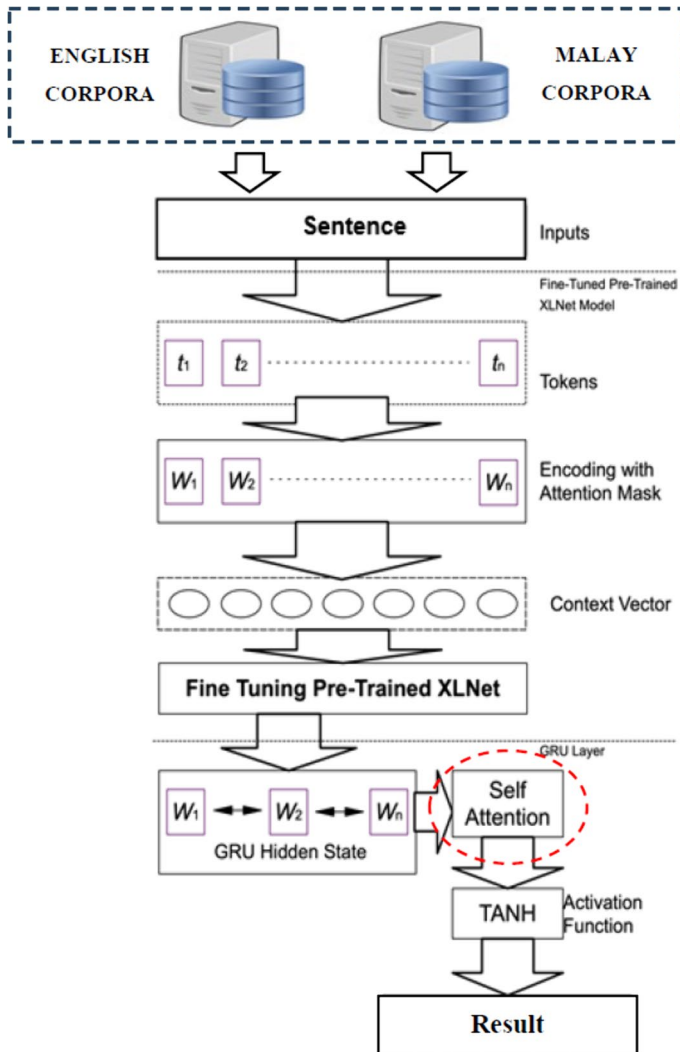 ENGLISH
CORPORA
MALAY
CORPORA
Sentence
Inputs
Fine-Tuned Pre-Trained
XLNet Model
t1 t2 tn
Tokens
W1 W2 Wn
Encoding with
Attention Mask
Context Vector
Fine Tuning Pre-Trained XLNet
GRU Layer
W1 W2 Wn
GRU Hidden State
Self
Attention
TANH
Activation
Function
Result